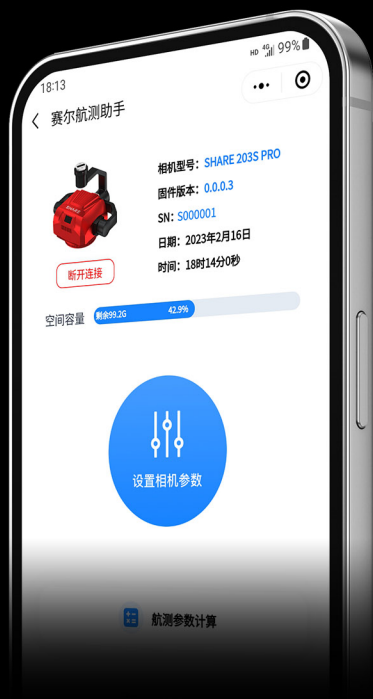 18:13
HD 4G 99%
赛尔航测助手
相机型号：SHARE 203S PRO
固件版本：0.0.0.3
SN：S000001
日期：2023年2月16日
时间：18时14分0秒
断开连接
空间容量
剩余99.2G 42.9%
设置相机参数
航测参数计算